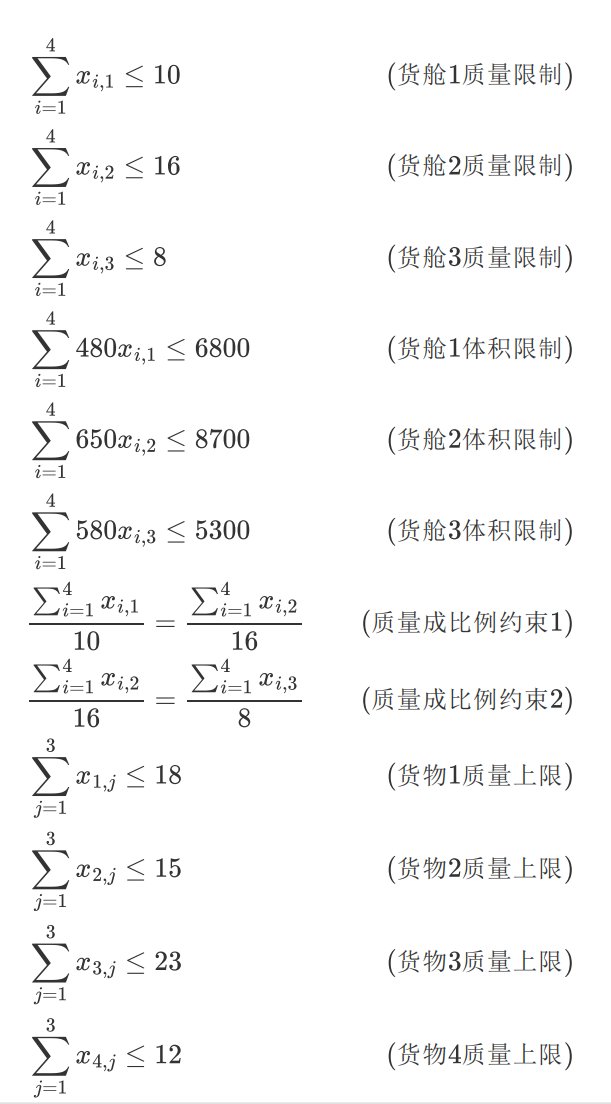 $\sum_{i=1}^{4} x_{i,1} \leq 10$ (货舱1质量限制)
$\sum_{i=1}^{4} x_{i,2} \leq 16$ (货舱2质量限制)
$\sum_{i=1}^{4} x_{i,3} \leq 8$ (货舱3质量限制)
$\sum_{i=1}^{4} 480x_{i,1} \leq 6800$ (货舱1体积限制)
$\sum_{i=1}^{4} 650x_{i,2} \leq 8700$ (货舱2体积限制)
$\sum_{i=1}^{4} 580x_{i,3} \leq 5300$ (货舱3体积限制)
$\frac{\sum_{i=1}^{4} x_{i,1}}{10} = \frac{\sum_{i=1}^{4} x_{i,2}}{16}$ (质量成比例约束1)
$\frac{\sum_{i=1}^{4} x_{i,2}}{16} = \frac{\sum_{i=1}^{4} x_{i,3}}{8}$ (质量成比例约束2)
$\sum_{j=1}^{3} x_{1,j} \leq 18$ (货物1质量上限)
$\sum_{j=1}^{3} x_{2,j} \leq 15$ (货物2质量上限)
$\sum_{j=1}^{3} x_{3,j} \leq 23$ (货物3质量上限)
$\sum_{j=1}^{3} x_{4,j} \leq 12$ (货物4质量上限)